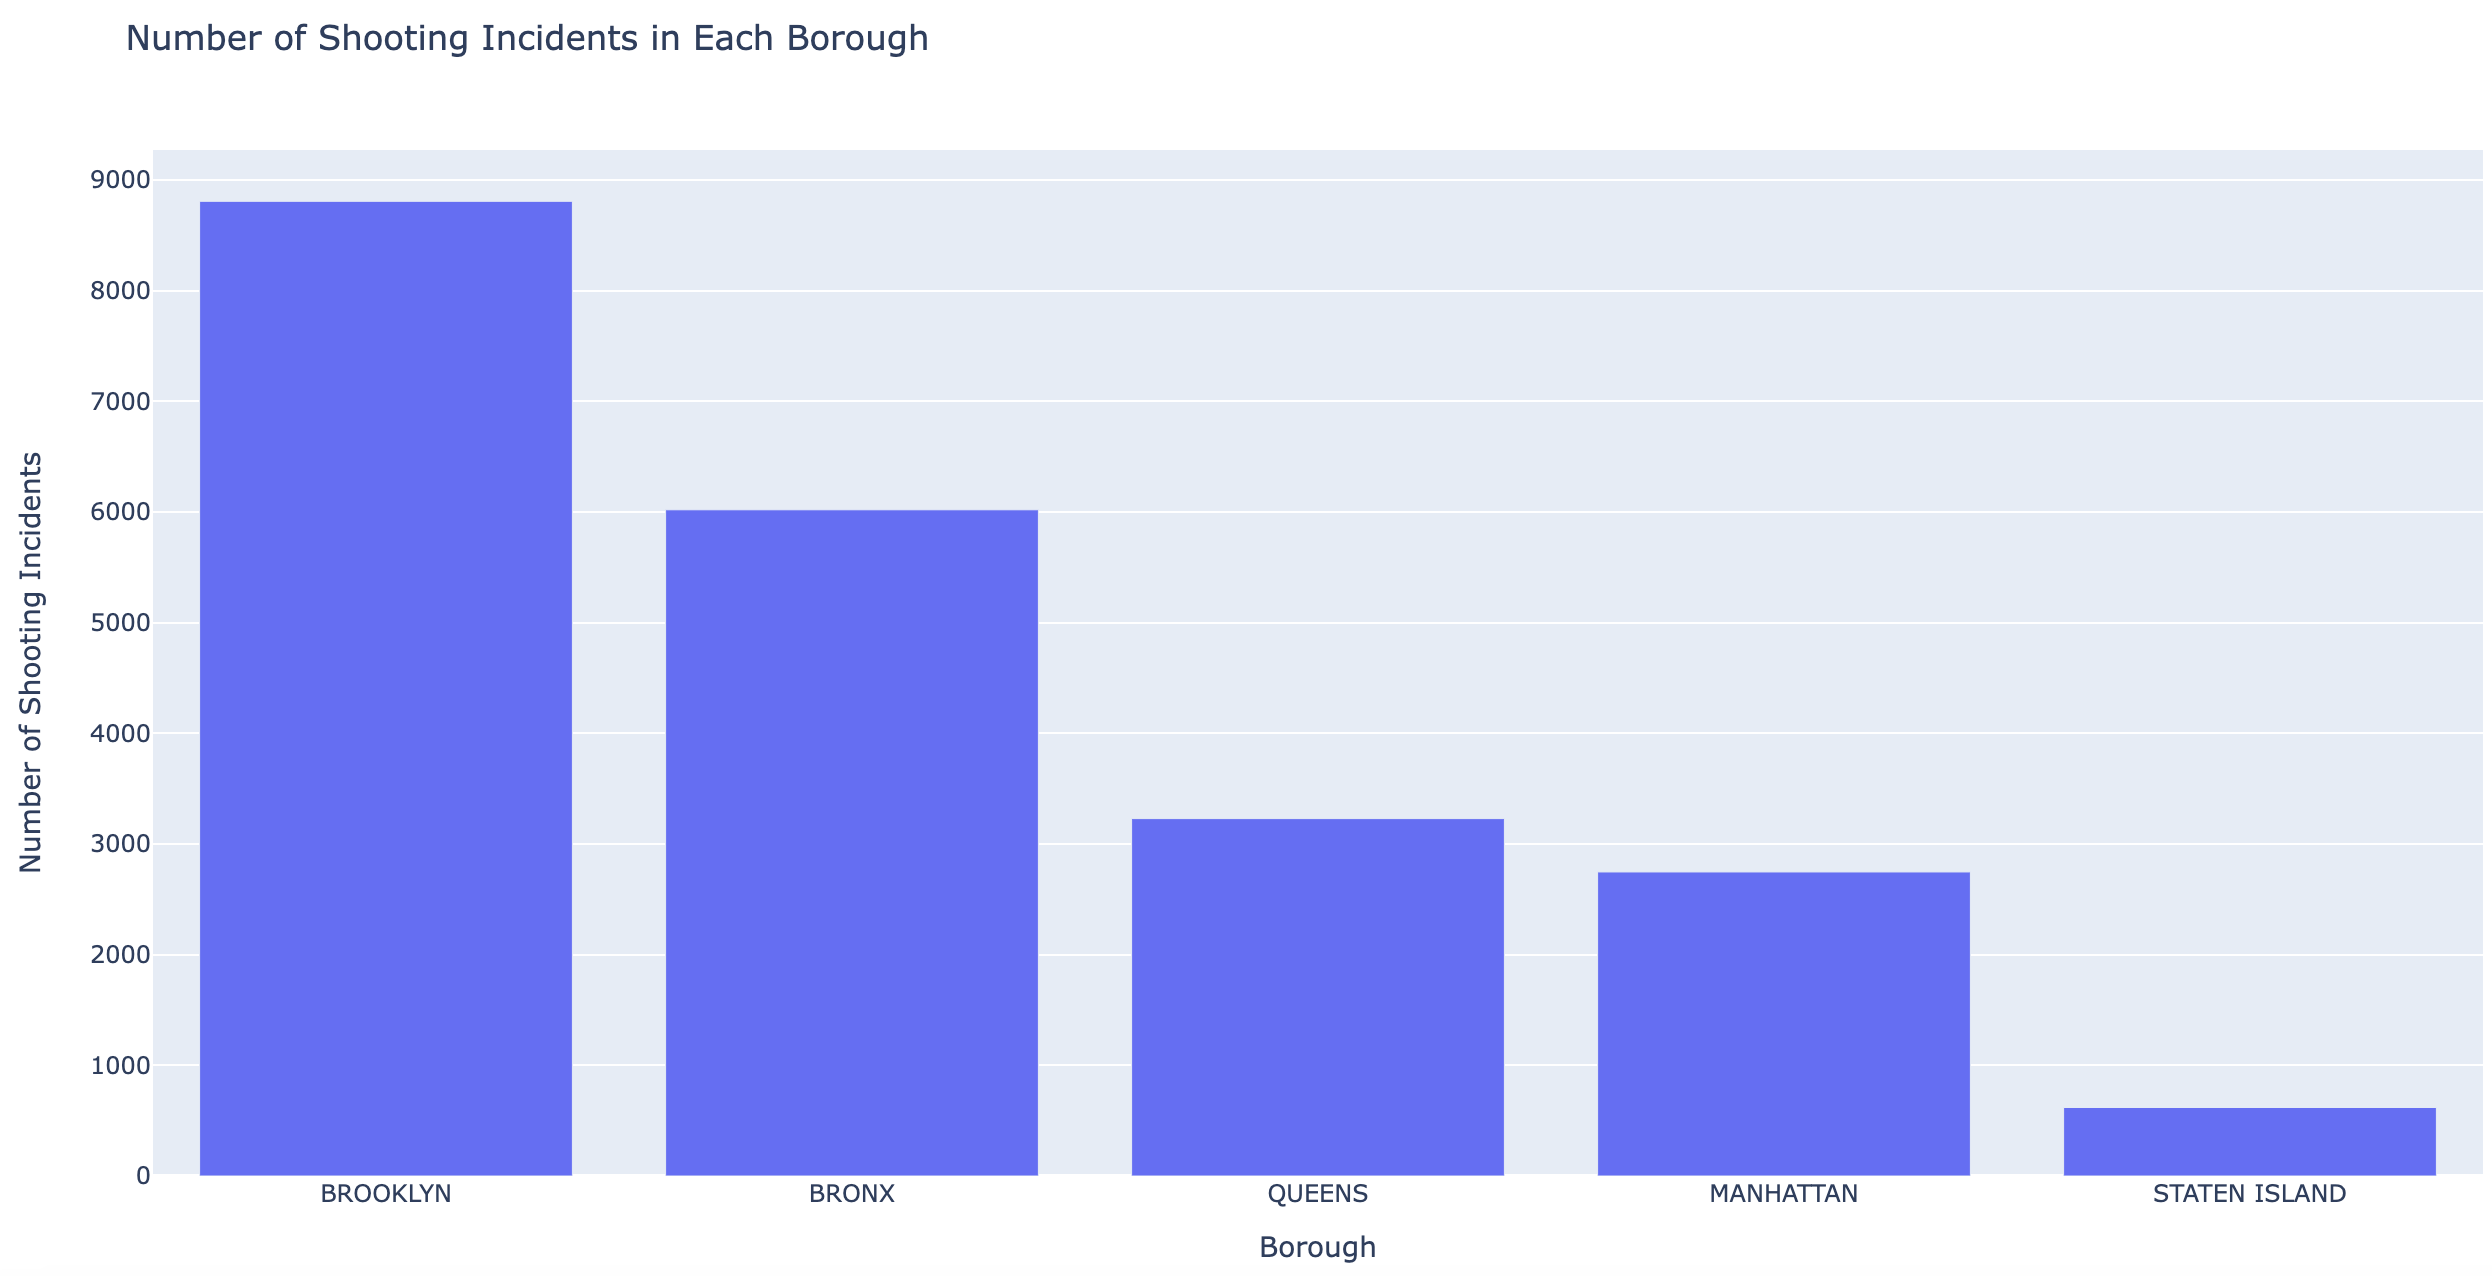 Number of Shooting Incidents in Each Borough
Number of Shooting Incidents
9000
8000
7000
6000
5000
4000
3000
2000
1000
0
BROOKLYN BRONX QUEENS MANHATTAN STATEN ISLAND
Borough